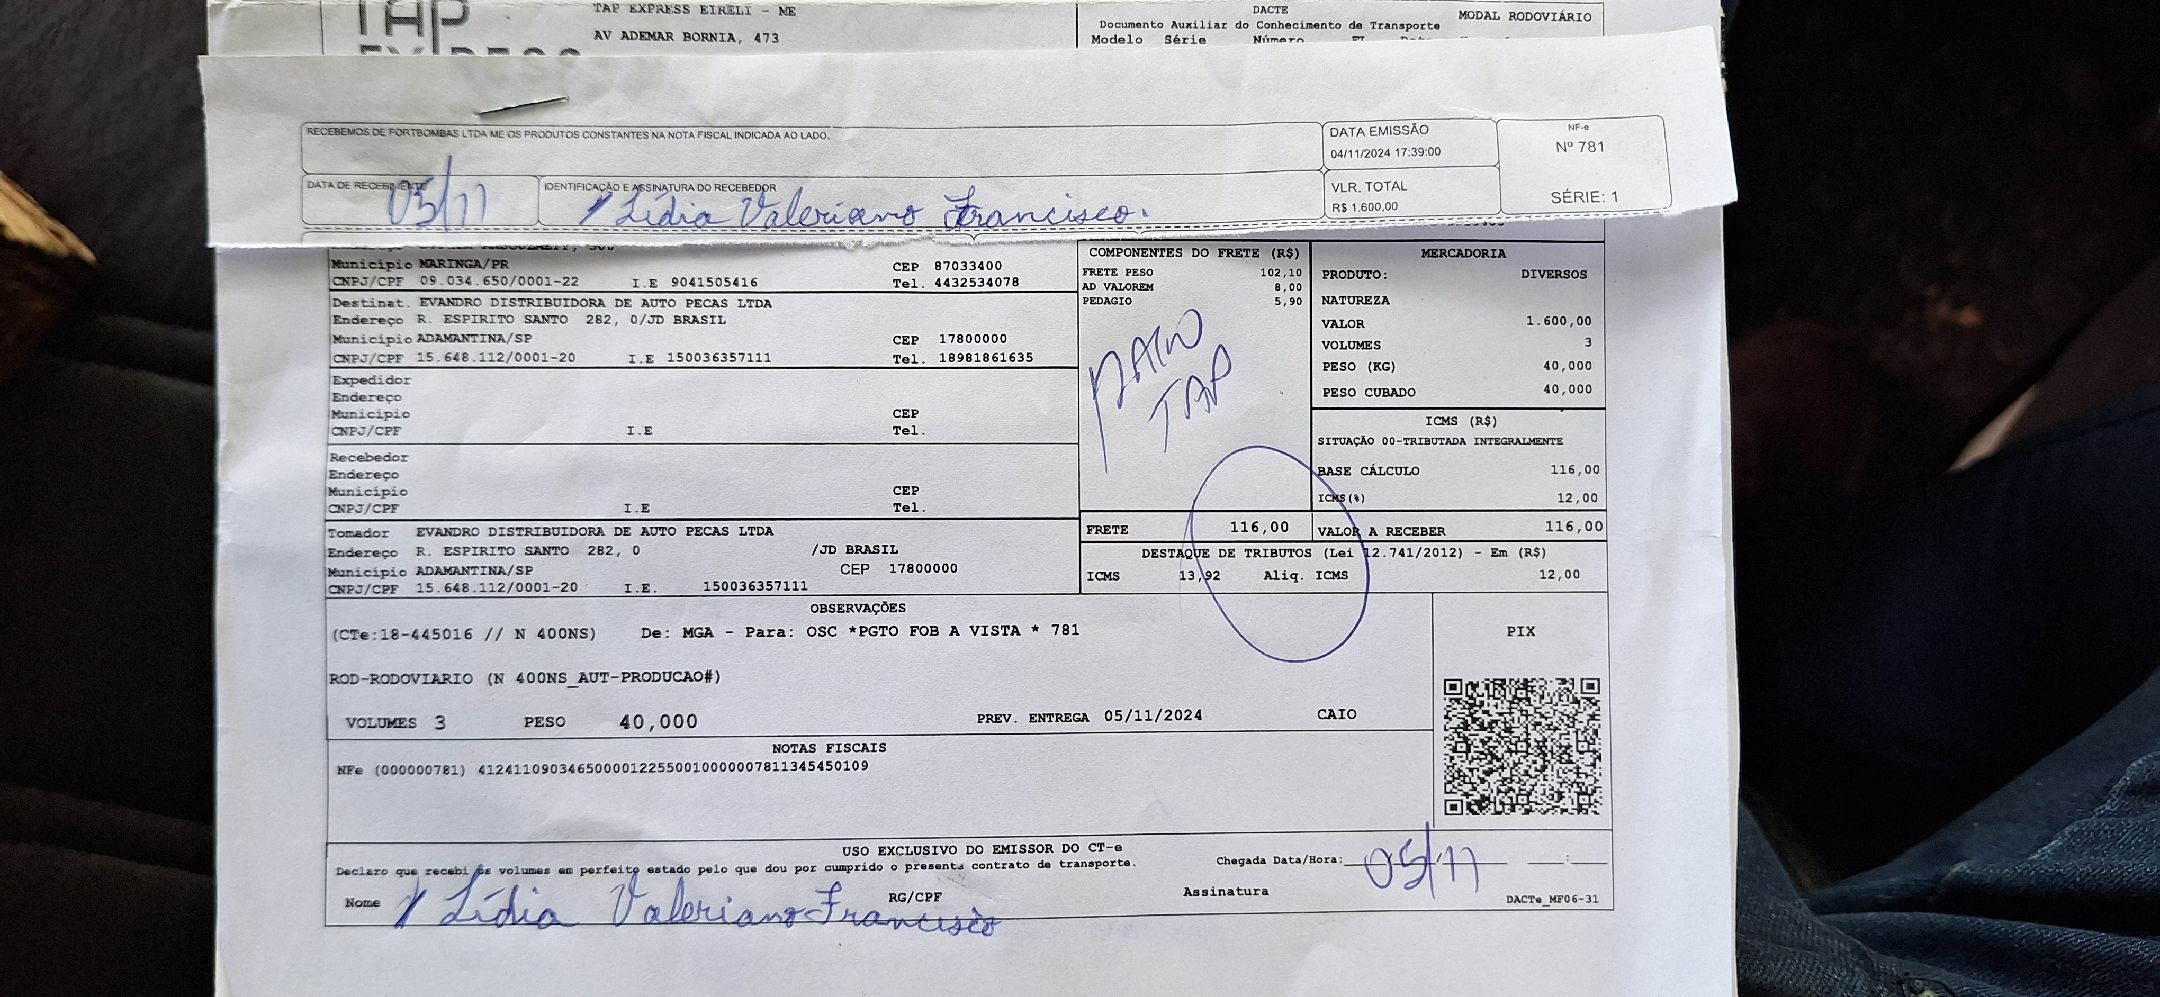 TAP
TAP EXPRESS EIRELI - ME
AV ADEMAR BORNIA, 473
DACTE
Documento Auxiliar do Conhecimento de Transporte
MODAL RODOVIÁRIO
Modelo Série Número
RECEBEMOS DE FORTBOMBAS LTDA ME OS PRODUTOS CONSTANTES NA NOTA FISCAL INDICADA AO LADO.
DATA EMISSÃO
04/11/2024 17:39:00
NF-e
Nº 781
SÉRIE: 1
DATA DE RECEBIMENTO
05/11
IDENTIFICAÇÃO E ASSINATURA DO RECEBEDOR
Lídia Valeriano Francisco.
VLR. TOTAL
R$ 1.600,00
Município MARINGA/PR CEP 87033400
CNPJ/CPF 09.034.650/0001-22 I.E 9041505416 Tel. 4432534078
Destinat. EVANDRO DISTRIBUIDORA DE AUTO PECAS LTDA
Endereço R. ESPIRITO SANTO 282, 0/JD BRASIL
Município ADAMANTINA/SP CEP 17800000
CNPJ/CPF 15.648.112/0001-20 I.E 150036357111 Tel. 18981861635
Expedidor
Endereço
Município CEP
CNPJ/CPF I.E Tel.
Recebedor
Endereço
Município CEP
CNPJ/CPF I.E Tel.
Tomador EVANDRO DISTRIBUIDORA DE AUTO PECAS LTDA
Endereço R. ESPIRITO SANTO 282, 0 /JD BRASIL
Município ADAMANTINA/SP CEP 17800000
CNPJ/CPF 15.648.112/0001-20 I.E. 150036357111
COMPONENTES DO FRETE (R$)
FRETE PESO 102,10
AD VALOREM 8,00
PEDAGIO 5,90
TAP
FRETE 116,00
MERCADORIA
PRODUTO: DIVERSOS
NATUREZA
VALOR 1.600,00
VOLUMES 3
PESO (KG) 40,000
PESO CUBADO 40,000
ICMS (R$)
SITUAÇÃO 00-TRIBUTADA INTEGRALMENTE
BASE CÁLCULO 116,00
ICMS(%) 12,00
VALOR A RECEBER 116,00
DESTAQUE DE TRIBUTOS (Lei 12.741/2012) - Em (R$)
ICMS 13,92 Aliq. ICMS 12,00
OBSERVAÇÕES
(CTe:18-445016 // N 400NS) De: MGA - Para: OSC *PGTO FOB A VISTA * 781
ROD-RODOVIARIO (N 400NS_AUT-PRODUCAO#)
VOLUMES 3 PESO 40,000 PREV. ENTREGA 05/11/2024 CAIO
PIX
NOTAS FISCAIS
NFe (000000781) 41241109034650000122550010000007811345450109
USO EXCLUSIVO DO EMISSOR DO CT-e
Declaro que recebi os volumes em perfeito estado pelo que dou por cumprido o presente contrato de transporte.
Chegada Data/Hora: 05/11 :
Nome Lídia Valeriano Francisco RG/CPF Assinatura
DACTe_MF06-31